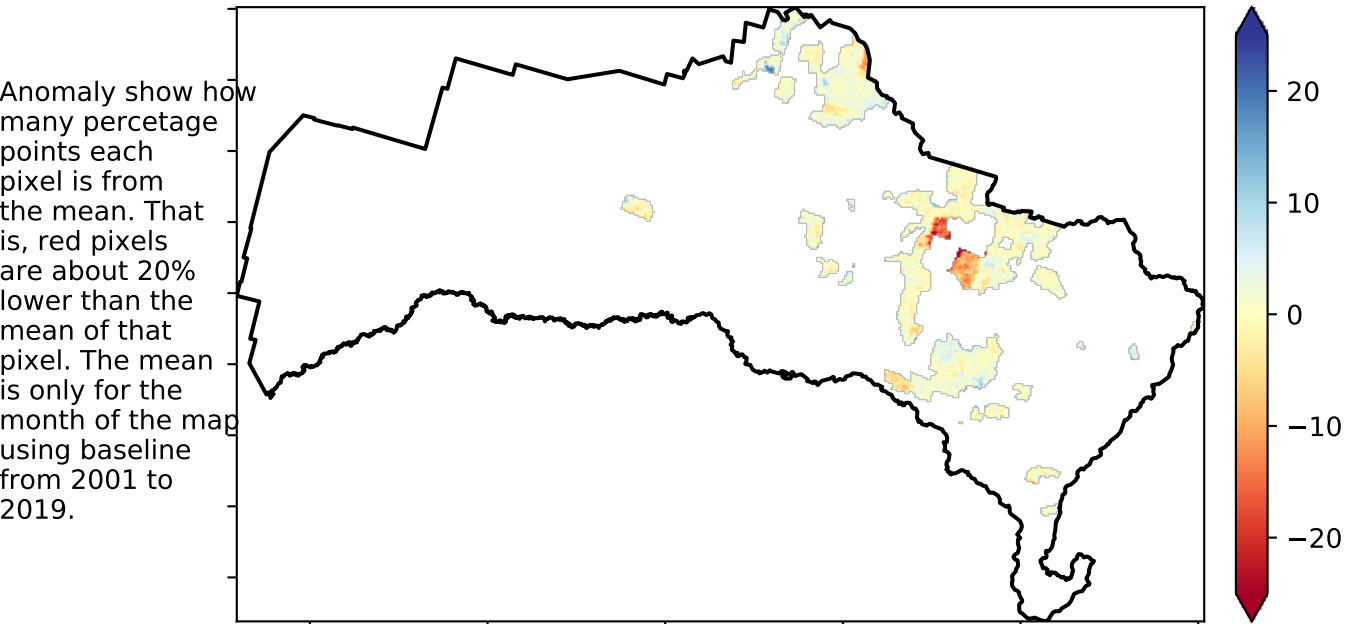 Anomaly show how
many percetage
points each
pixel is from
the mean. That
is, red pixels
are about 20%
lower than the
mean of that
pixel. The mean
is only for the
month of the map
using baseline
from 2001 to
2019.
20
10
0
−10
−20